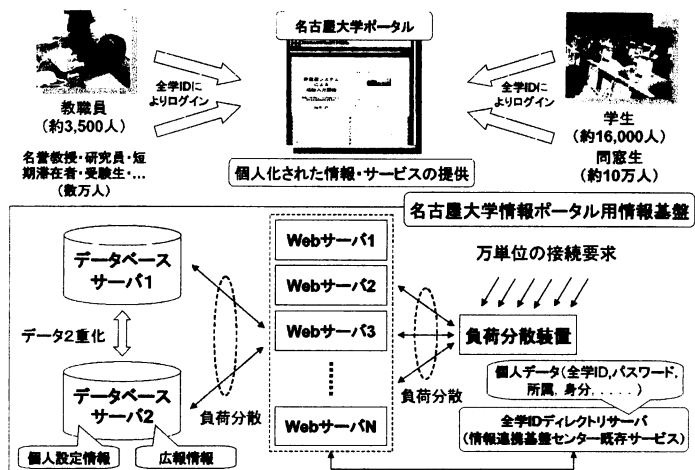 名古屋大学ポータル
全学IDに
よりログイン
全学IDに
よりログイン
教職員
（約3,500人）
学生
（約16,000人）
名誉教授・研究員・短
期滞在者・受験生・…
（数万人）
同窓生
（約10万人）
個人化された情報・サービスの提供
名古屋大学情報ポータル用情報基盤
データベース
サーバ1
データ２重化
データベース
サーバ2
個人設定情報
広報情報
負荷分散
Webサーバ1
Webサーバ2
Webサーバ3
WebサーバN
負荷分散
万単位の接続要求
負荷分散装置
個人データ（全学ID,パスワード,
所属, 身分, . . . . . ）
全学IDディレクトリサーバ
（情報連携基盤センター既存サービス）